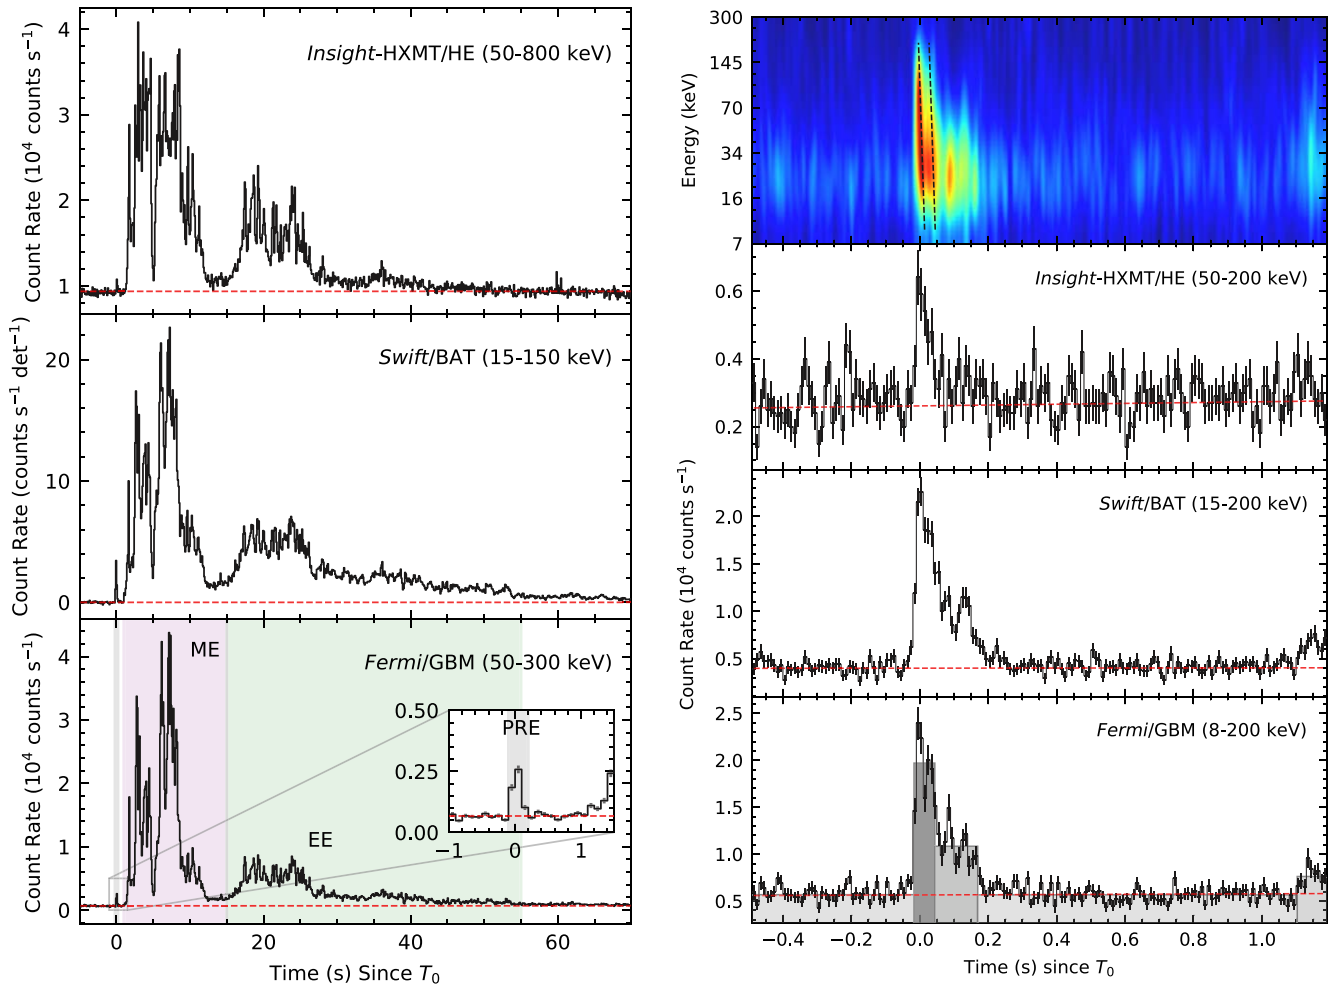 Insight-HXMT/HE (50-800 keV)
Count Rate (10⁴ counts s⁻¹)
4
3
2
1
Swift/BAT (15-150 keV)
Count Rate (counts s⁻¹ det⁻¹)
20
10
0
ME
Fermi/GBM (50-300 keV)
EE
Count Rate (10⁴ counts s⁻¹)
4
3
2
1
0
PRE
0.50
0.25
0.00
−1 0 1
0 20 40 60
Time (s) Since T₀
300
145
70
34
16
7
Energy (keV)
Insight-HXMT/HE (50-200 keV)
0.6
0.4
0.2
Swift/BAT (15-200 keV)
2.0
1.5
1.0
0.5
Count Rate (10⁴ counts s⁻¹)
Fermi/GBM (8-200 keV)
2.5
2.0
1.5
1.0
0.5
−0.4 −0.2 0.0 0.2 0.4 0.6 0.8 1.0
Time (s) since T₀